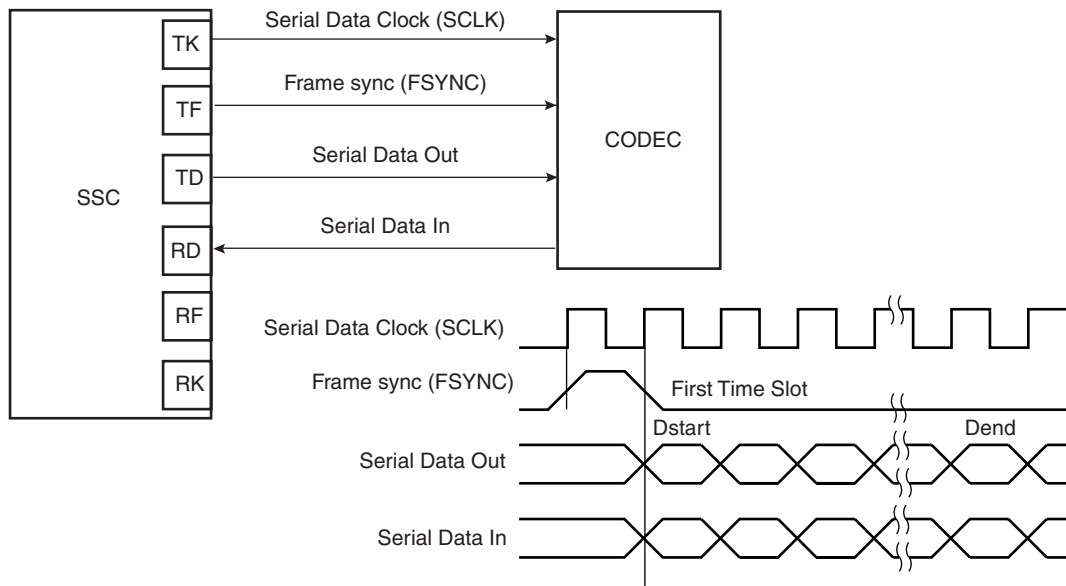 SSC
TK
TF
TD
RD
RF
RK
Serial Data Clock (SCLK)
Frame sync (FSYNC)
Serial Data Out
Serial Data In
CODEC
Serial Data Clock (SCLK)
Frame sync (FSYNC)
First Time Slot
Dstart
Dend
Serial Data Out
Serial Data In